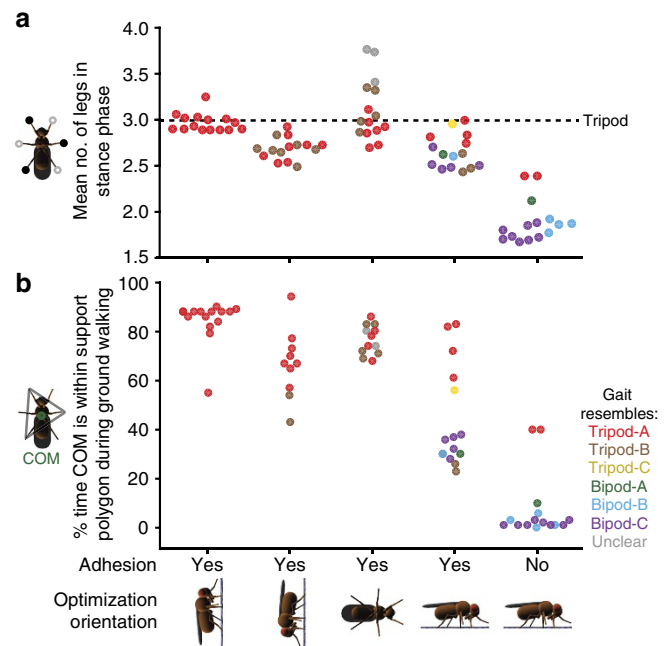 a
Mean no. of legs in
stance phase
4.0
3.5
3.0
2.5
2.0
1.5
Tripod
b
% time COM is within support
polygon during ground walking
100
80
60
40
20
0
COM
Gait
resembles:
Tripod-A
Tripod-B
Tripod-C
Bipod-A
Bipod-B
Bipod-C
Unclear
Adhesion Yes Yes Yes Yes No
Optimization
orientation